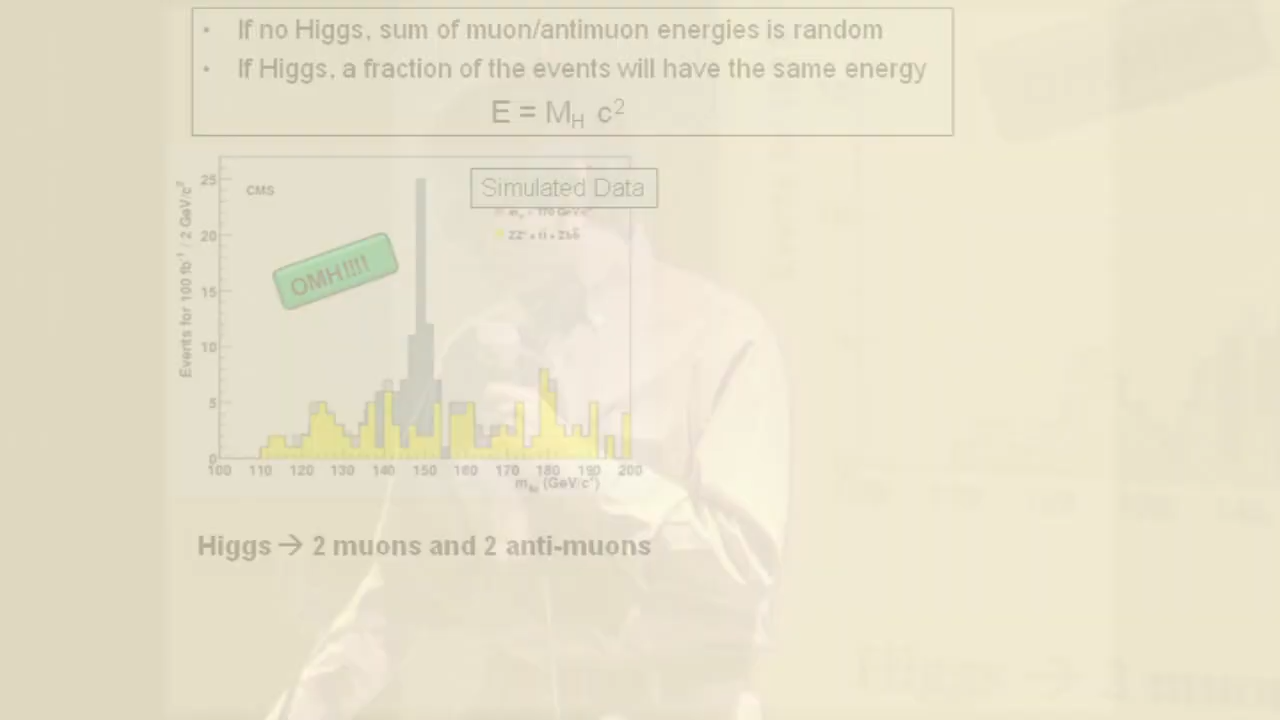 • If no Higgs, sum of muon/antimuon energies is random
• If Higgs, a fraction of the events will have the same energy
E = M_H c²
Simulated Data
CMS
OMH!!!!
Events for 100 fb⁻¹ / 2 GeV/c²
25
20
15
10
5
0
100 110 120 130 140 150 160 170 180 190 200
Higgs → 2 muons and 2 anti-muons